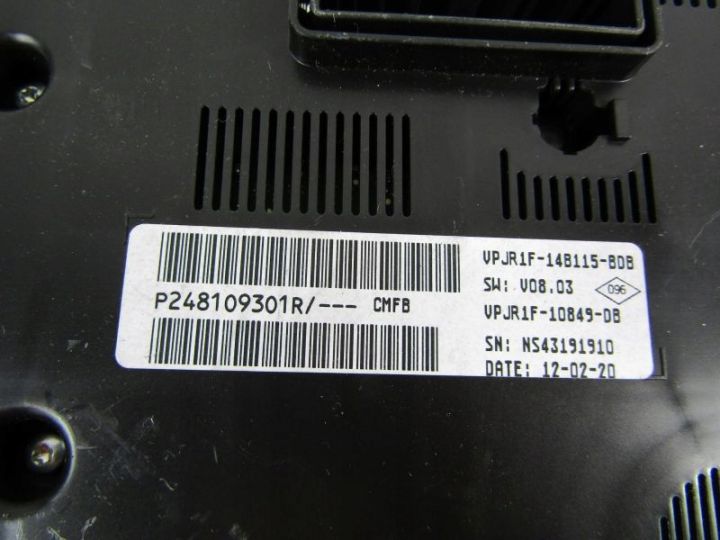 P248109301R/--- CMFB
VPJR1F-14B115-BDB
SW: V08.03
096
VPJR1F-10849-DB
SN: NS43191910
DATE: 12-02-20